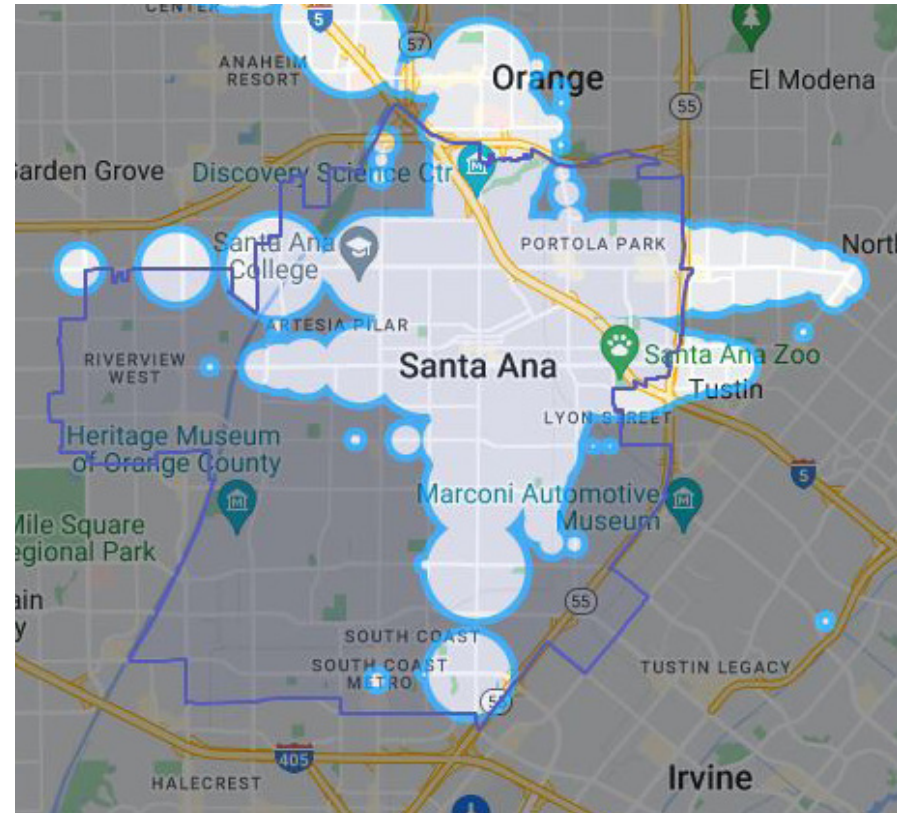 CENTER
5
57
ANAHEIM
RESORT
Orange
El Modena
55
Garden Grove
Discovery Science Ctr
Santa Ana
College
PORTOLA PARK
North
ARTESIA PILAR
RIVERVIEW
WEST
Santa Ana
Santa Ana Zoo
Tustin
LYON STREET
Heritage Museum
of Orange County
5
Marconi Automotive
Museum
Mile Square
Regional Park
ain
y
55
SOUTH COAST
SOUTH COAST
METRO
TUSTIN LEGACY
55
405
HALECREST
Irvine